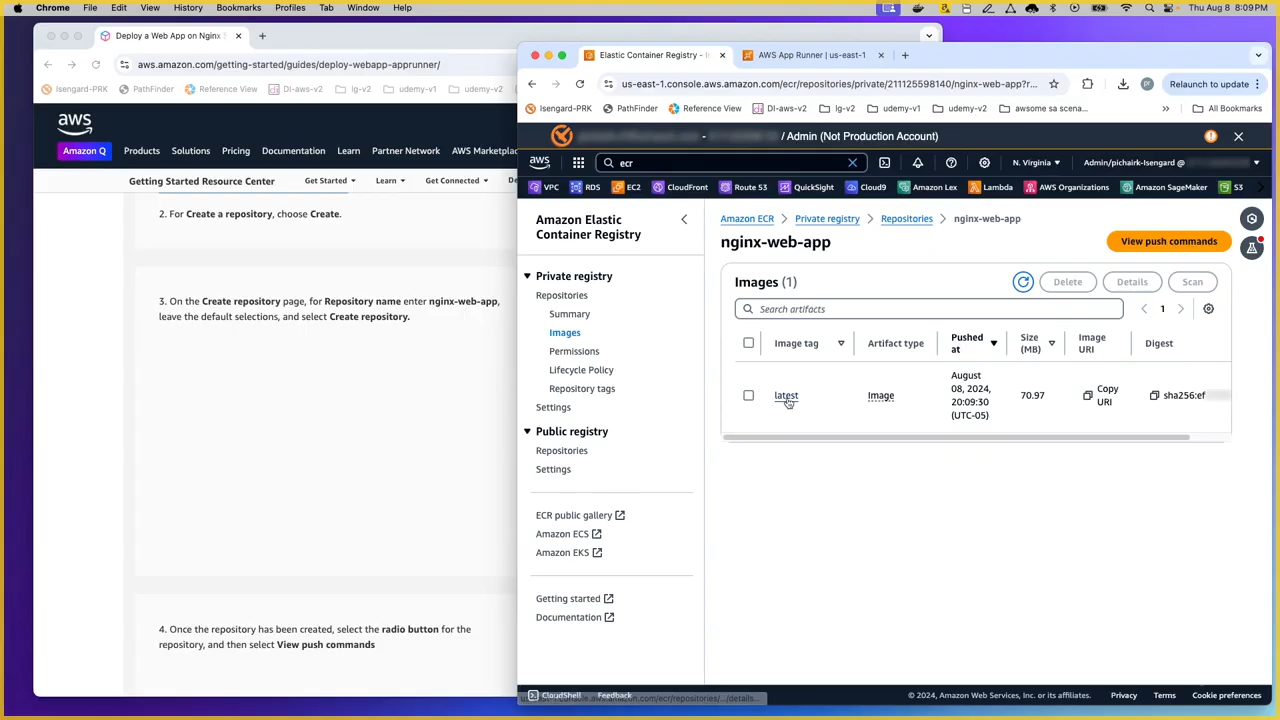 Chrome File Edit View History Bookmarks Profiles Tab Window Help
Thu Aug 8 8:09 PM
Deploy a Web App on Nginx S
aws.amazon.com/getting-started/guides/deploy-webapp-apprunner/
Isengard-PRK PathFinder Reference View DI-aws-v2 lg-v2 udemy-v1 udemy-v2
aws
Amazon Q Products Solutions Pricing Documentation Learn Partner Network AWS Marketplac
Getting Started Resource Center Get Started Learn Get Connected De
2. For Create a repository, choose Create.
3. On the Create repository page, for Repository name enter nginx-web-app,
leave the default selections, and select Create repository.
4. Once the repository has been created, select the radio button for the
repository, and then select View push commands
Elastic Container Registry - I
AWS App Runner | us-east-1
us-east-1.console.aws.amazon.com/ecr/repositories/private/211125598140/nginx-web-app?r...
Relaunch to update
Isengard-PRK PathFinder Reference View DI-aws-v2 lg-v2 udemy-v1 udemy-v2 awsome sa scena... All Bookmarks
/ Admin (Not Production Account)
aws
ecr
N. Virginia
Admin/pichairk-Isengard @
VPC RDS EC2 CloudFront Route 53 QuickSight Cloud9 Amazon Lex Lambda AWS Organizations Amazon SageMaker S3
Amazon Elastic
Container Registry
Private registry
Repositories
Summary
Images
Permissions
Lifecycle Policy
Repository tags
Settings
Public registry
Repositories
Settings
ECR public gallery
Amazon ECS
Amazon EKS
Getting started
Documentation
Amazon ECR Private registry Repositories nginx-web-app
nginx-web-app
View push commands
Images (1)
Delete
Details
Scan
Search artifacts
1
Image tag
Artifact type
Pushed
at
Size
(MB)
Image
URI
Digest
latest
Image
August
08, 2024,
20:09:30
(UTC-05)
70.97
Copy
URI
sha256:ef
CloudShell Feedback
© 2024, Amazon Web Services, Inc. or its affiliates. Privacy Terms Cookie preferences